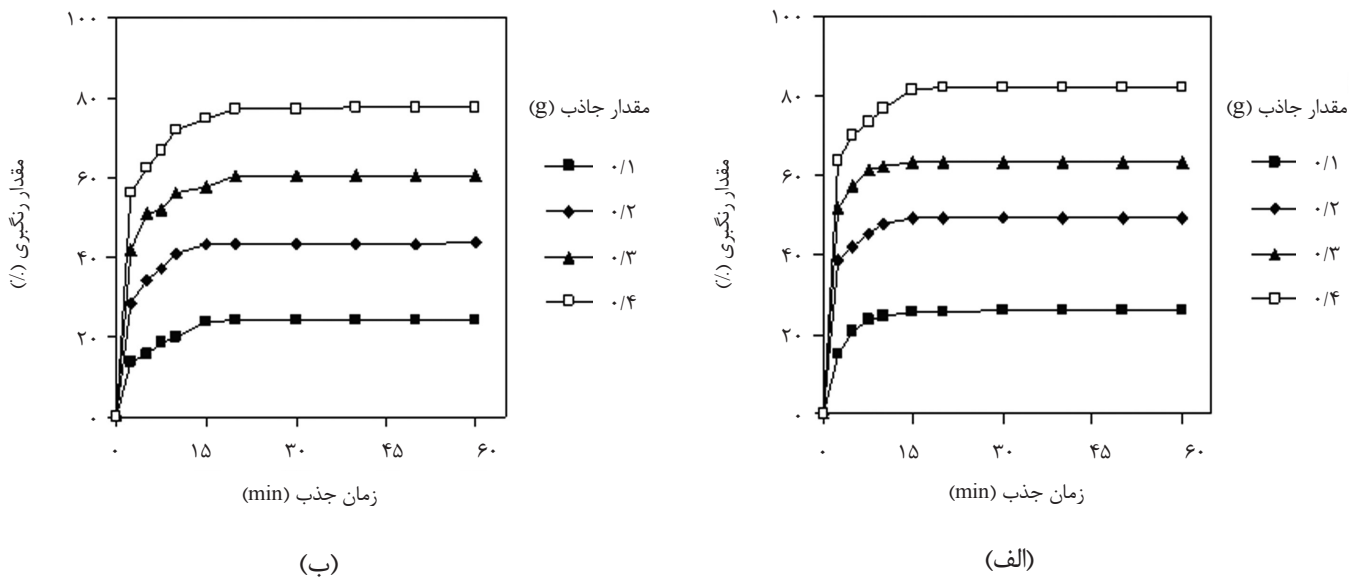 ۱۰۰
۸۰
۶۰
۴۰
۲۰
۰
مقدار رنگبری (٪)
۰ ۱۵ ۳۰ ۴۵ ۶۰
زمان جذب (min)
مقدار جاذب (g)
۰/۱
۰/۲
۰/۳
۰/۴
(الف)
۱۰۰
۸۰
۶۰
۴۰
۲۰
۰
مقدار رنگبری (٪)
۰ ۱۵ ۳۰ ۴۵ ۶۰
زمان جذب (min)
مقدار جاذب (g)
۰/۱
۰/۲
۰/۳
۰/۴
(ب)